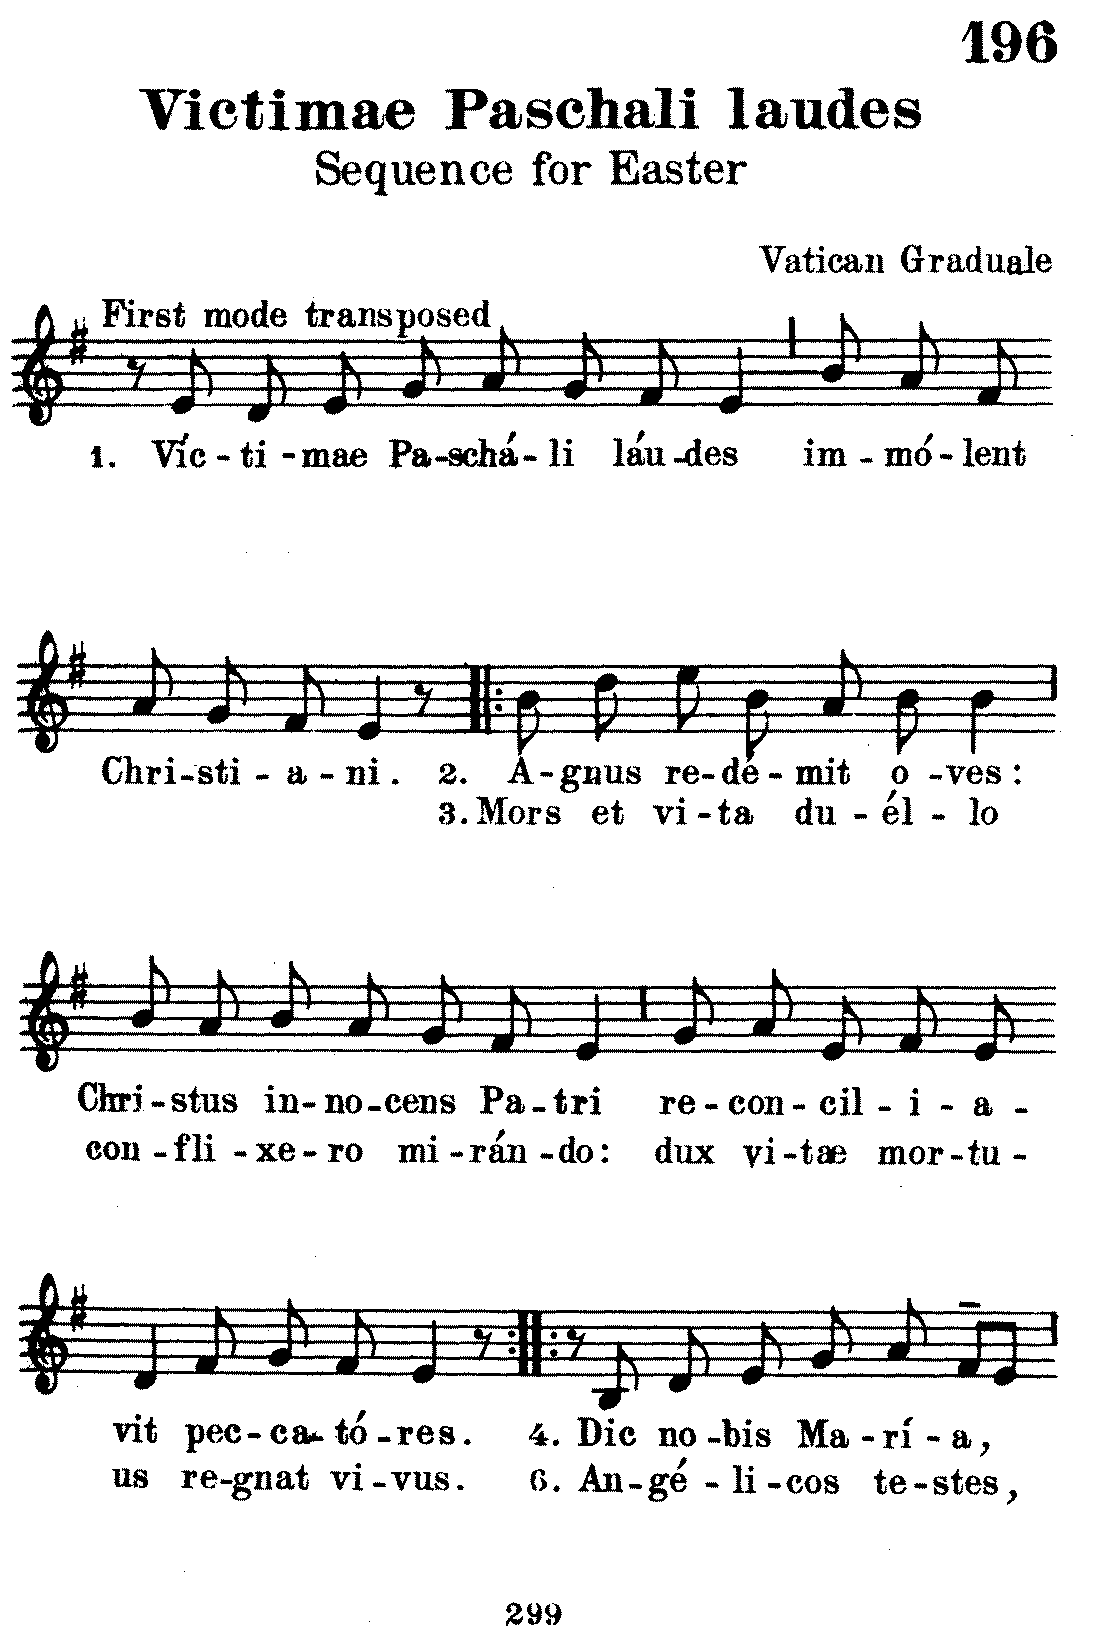 196
Victimae Paschali laudes
Sequence for Easter
Vatican Graduale
First mode transposed
1. Víc - ti - mae Pa - schá - li láu - des im - mó - lent
Chri - sti - a - ni. 2. A - gnus re - dé - mit o - ves:
3. Mors et vi - ta du - él - lo
Chri - stus in - no - cens Pa - tri re - con - cil - i - a -
con - fli - xe - ro mi - rán - do: dux vi - tæ mor - tu -
vit pec - ca - tó - res. 4. Dic no - bis Ma - rí - a,
us re - gnat vi - vus. 6. An - gé - li - cos te - stes,
299